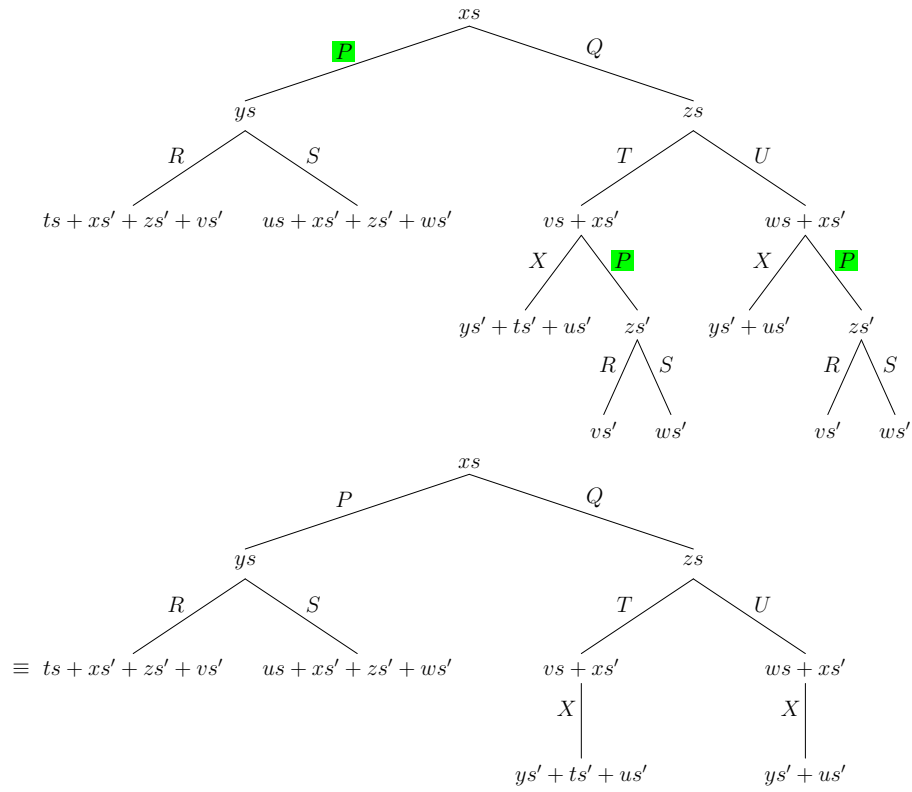 xs
P Q
ys zs
R S T U
ts + xs′ + zs′ + vs′ us + xs′ + zs′ + ws′ vs + xs′ ws + xs′
X P X P
ys′ + ts′ + us′ zs′ ys′ + us′ zs′
R S R S
vs′ ws′ vs′ ws′
xs
P Q
ys zs
R S T U
≡ ts + xs′ + zs′ + vs′ us + xs′ + zs′ + ws′ vs + xs′ ws + xs′
X X
ys′ + ts′ + us′ ys′ + us′